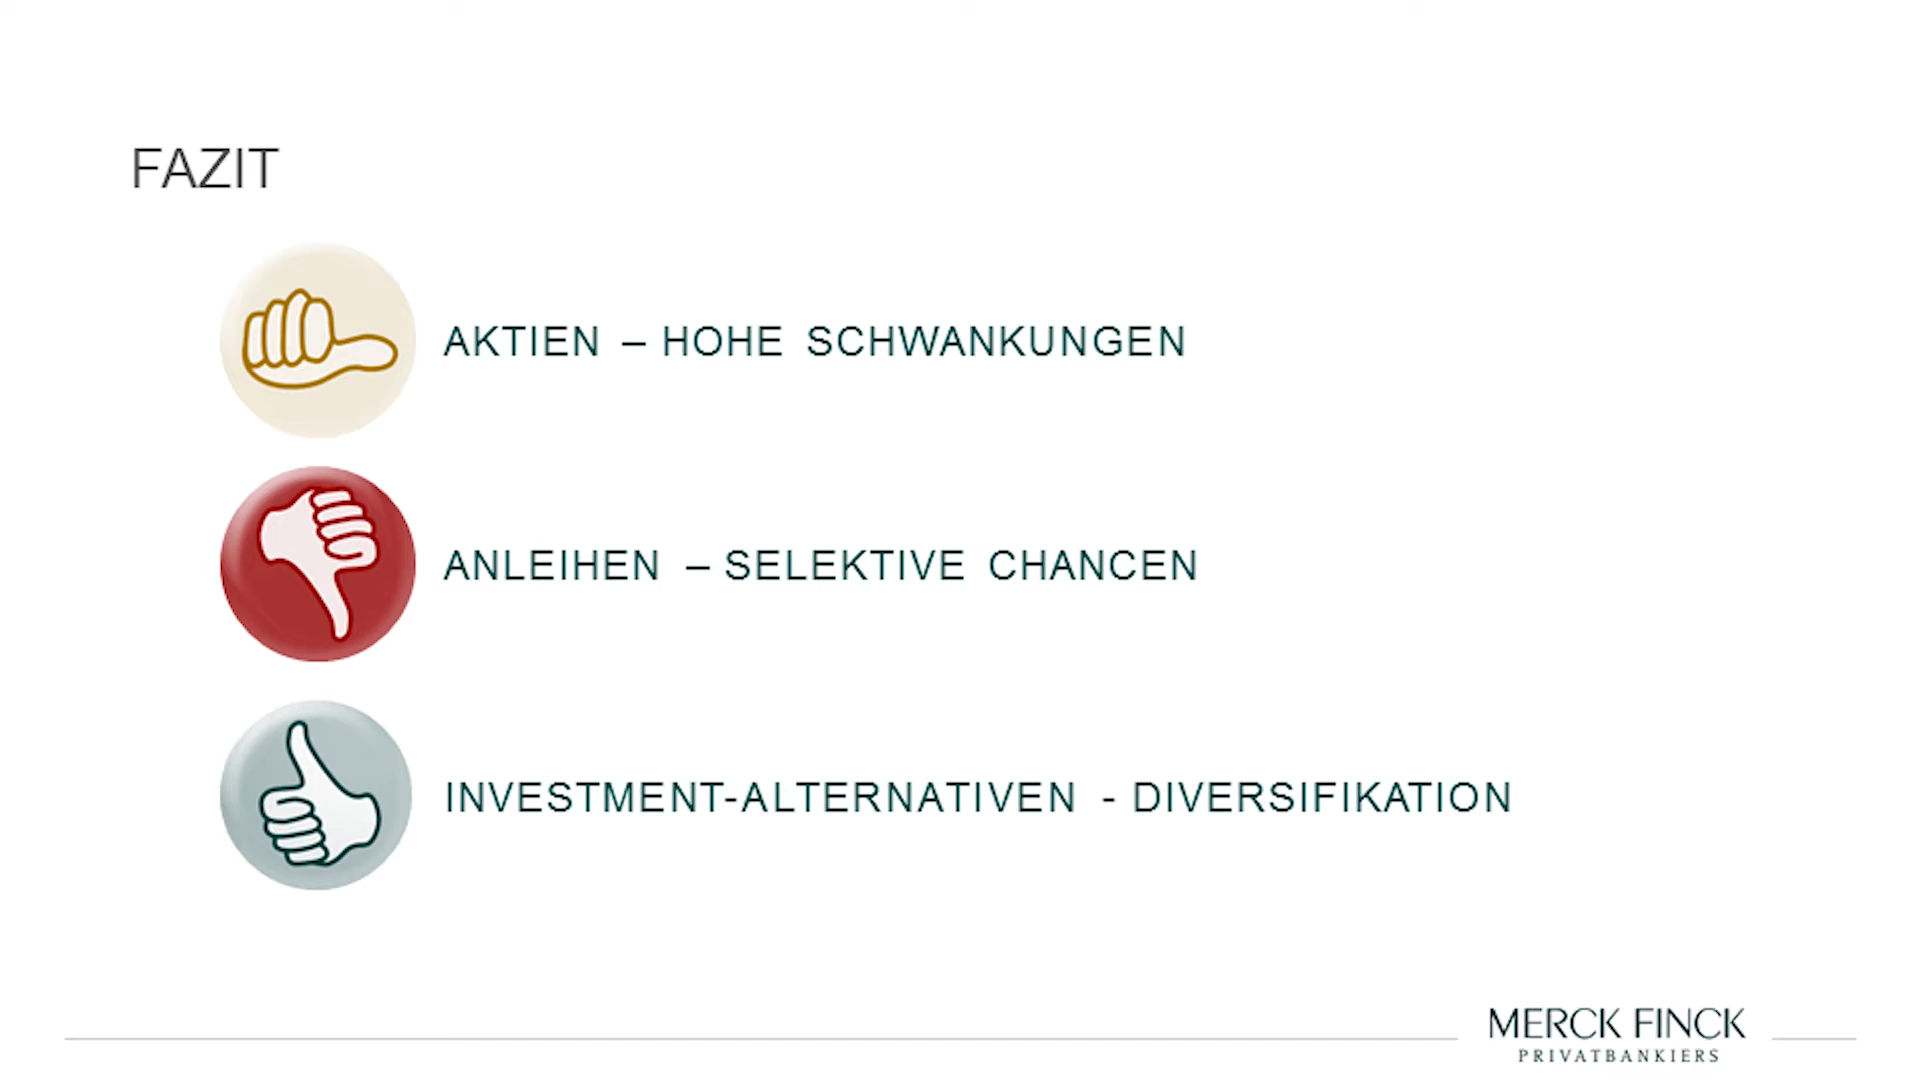 FAZIT
AKTIEN – HOHE SCHWANKUNGEN
ANLEIHEN – SELEKTIVE CHANCEN
INVESTMENT-ALTERNATIVEN - DIVERSIFIKATION
MERCK FINCK
PRIVATBANKIERS